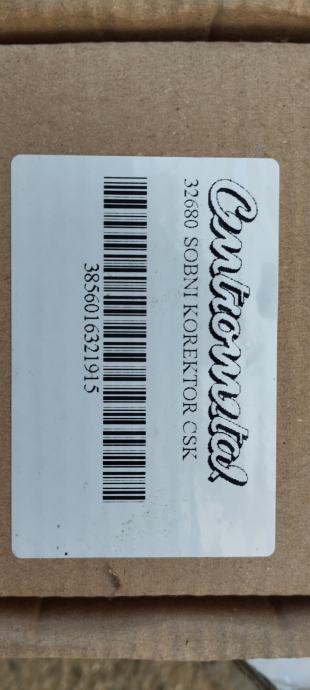 Centrometal
32680 SOBNI KOREKTOR CSK
3856016321915